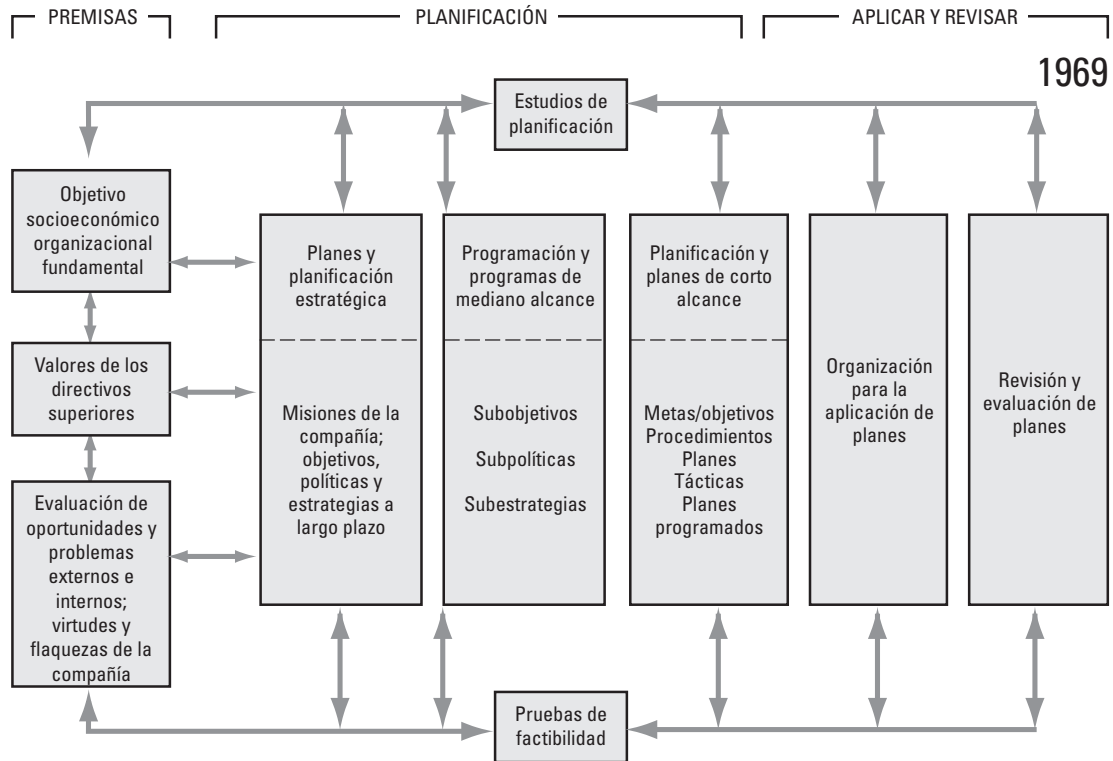 PREMISAS
PLANIFICACIÓN
APLICAR Y REVISAR
1969
Estudios de
planificación
Objetivo
socioeconómico
organizacional
fundamental
Valores de los
directivos
superiores
Evaluación de
oportunidades y
problemas
externos e
internos;
virtudes y
flaquezas de la
compañía
Planes y
planificación
estratégica
Misiones de la
compañía;
objetivos,
políticas y
estrategias a
largo plazo
Programación y
programas de
mediano alcance
Subobjetivos
Subpolíticas
Subestrategias
Planificación y
planes de corto
alcance
Metas/objetivos
Procedimientos
Planes
Tácticas
Planes
programados
Organización
para la
aplicación de
planes
Revisión y
evaluación de
planes
Pruebas de
factibilidad